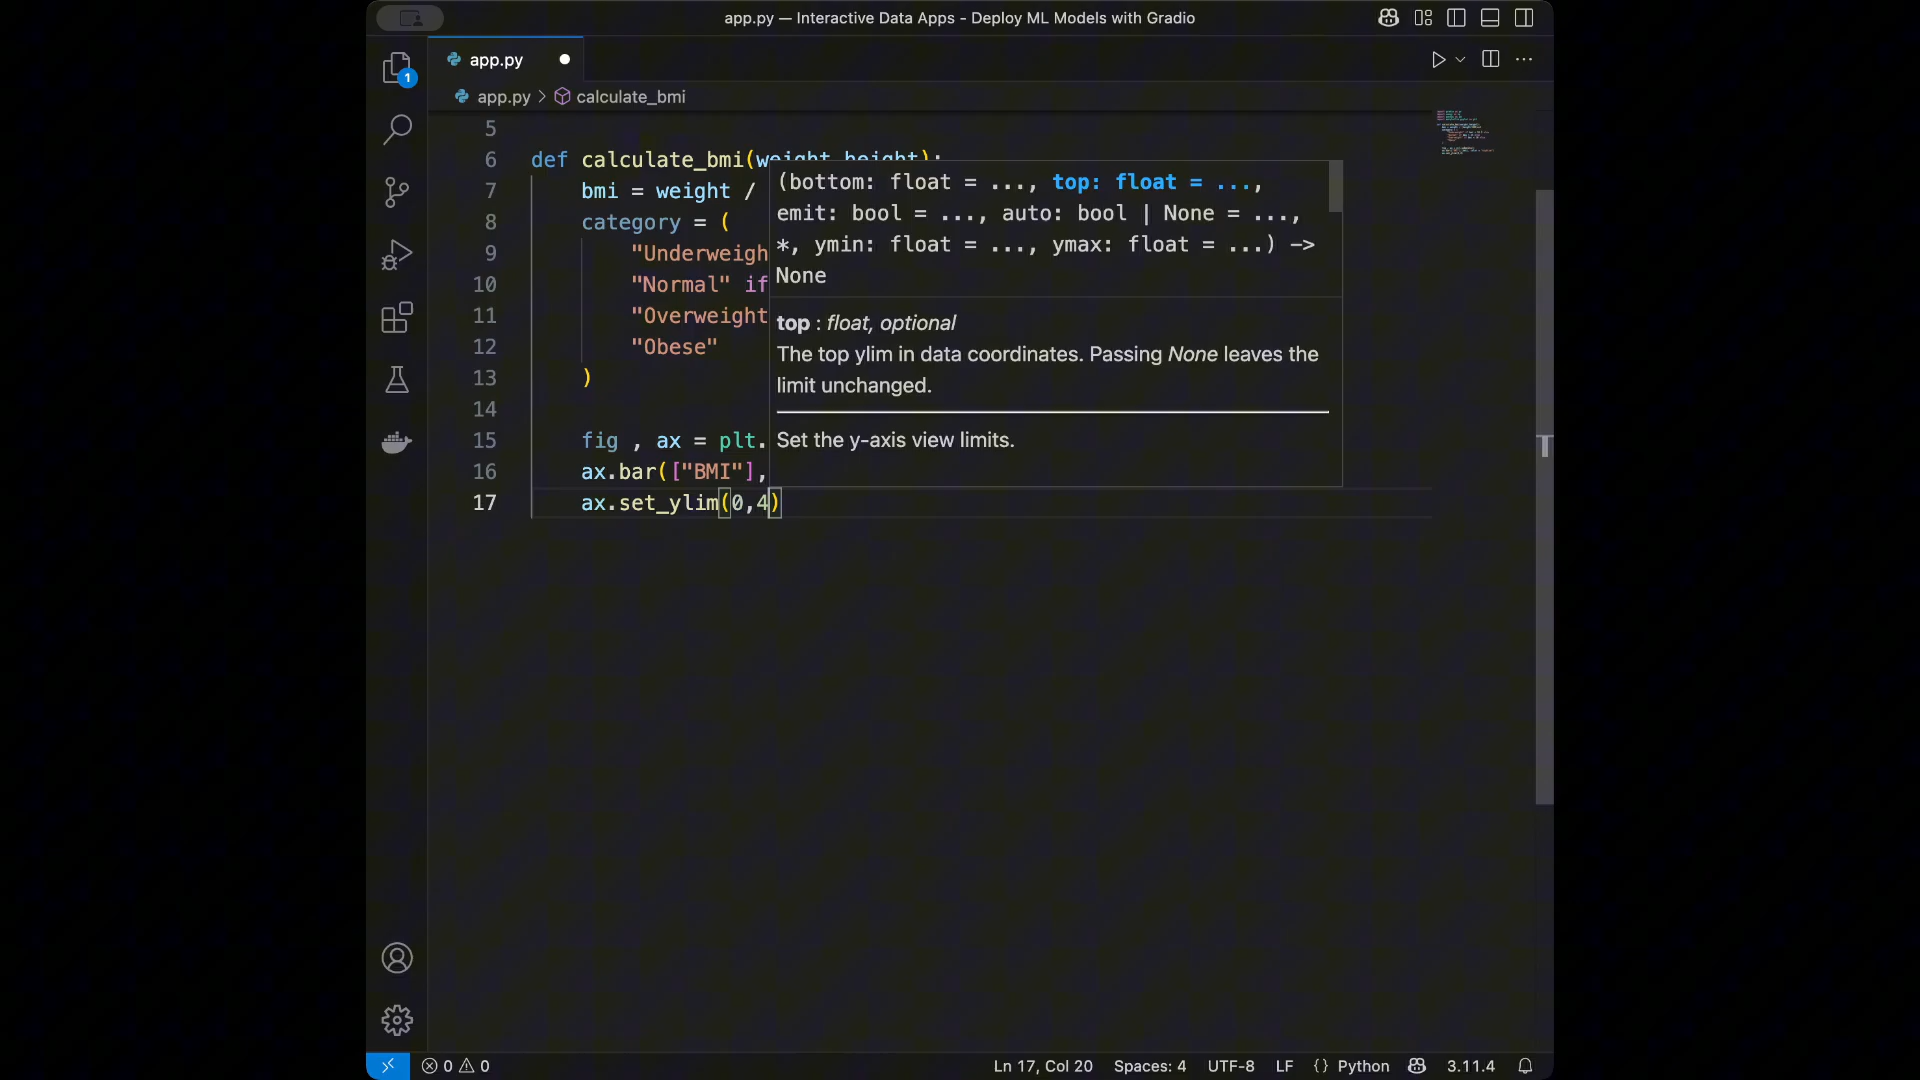 app.py — Interactive Data Apps - Deploy ML Models with Gradio
app.py
1
app.py > calculate_bmi
5
6 def calculate_bmi(weight,height):
7 bmi = weight /
8 category = (
9 "Underweigh
10 "Normal" if
11 "Overweight
12 "Obese"
13 )
14
15 fig , ax = plt.
16 ax.bar(["BMI"],
17 ax.set_ylim(0,4)
(bottom: float = ..., top: float = ...,
emit: bool = ..., auto: bool | None = ...,
*, ymin: float = ..., ymax: float = ...) ->
None
top : float, optional
The top ylim in data coordinates. Passing None leaves the
limit unchanged.
Set the y-axis view limits.
0 0 Ln 17, Col 20 Spaces: 4 UTF-8 LF {} Python 3.11.4